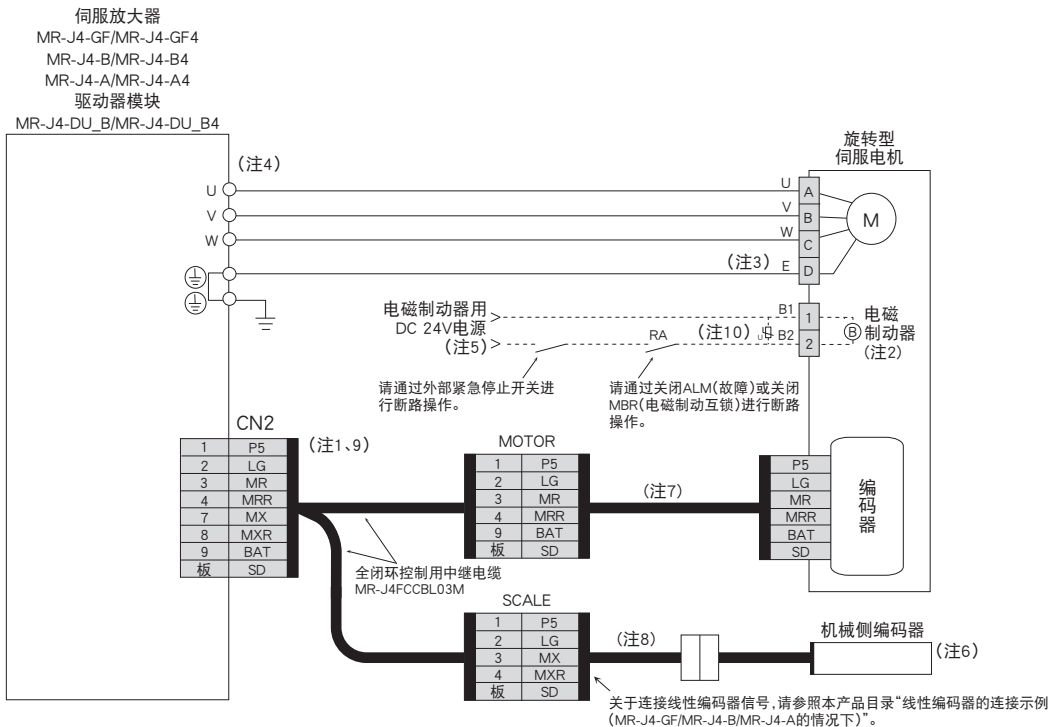 伺服放大器
MR-J4-GF/MR-J4-GF4
MR-J4-B/MR-J4-B4
MR-J4-A/MR-J4-A4
驱动器模块
MR-J4-DU_B/MR-J4-DU_B4
(注4)
U
V
W
旋转型
伺服电机
U A
V B
W C
(注3) E D
M
电磁制动器用
DC 24V电源
(注5)
RA
(注10)
U
B1 1
B2 2
B
电磁
制动器
(注2)
请通过外部紧急停止开关进
行断路操作。
请通过关闭ALM(故障)或关闭
MBR(电磁制动互锁)进行断路
操作。
CN2
(注1、9)
1 P5
2 LG
3 MR
4 MRR
7 MX
8 MXR
9 BAT
板 SD
MOTOR
1 P5
2 LG
3 MR
4 MRR
9 BAT
板 SD
(注7)
P5
LG
MR
MRR
BAT
SD
编
码
器
全闭环控制用中继电缆
MR-J4FCCBL03M
SCALE
1 P5
2 LG
3 MX
4 MXR
板 SD
(注8)
机械侧编码器
(注6)
关于连接线性编码器信号,请参照本产品目录“线性编码器的连接示例
(MR-J4-GF/MR-J4-B/MR-J4-A的情况下)”。